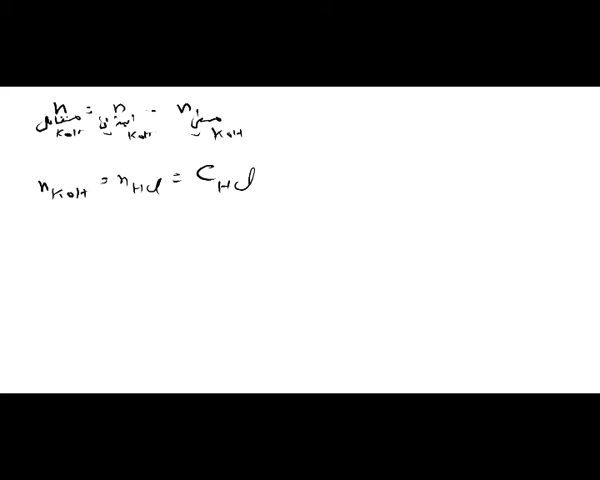 n متفاعل KOH = n ابتدائي KOH - n متبقي KOH
n KOH = n HCl = C HCl